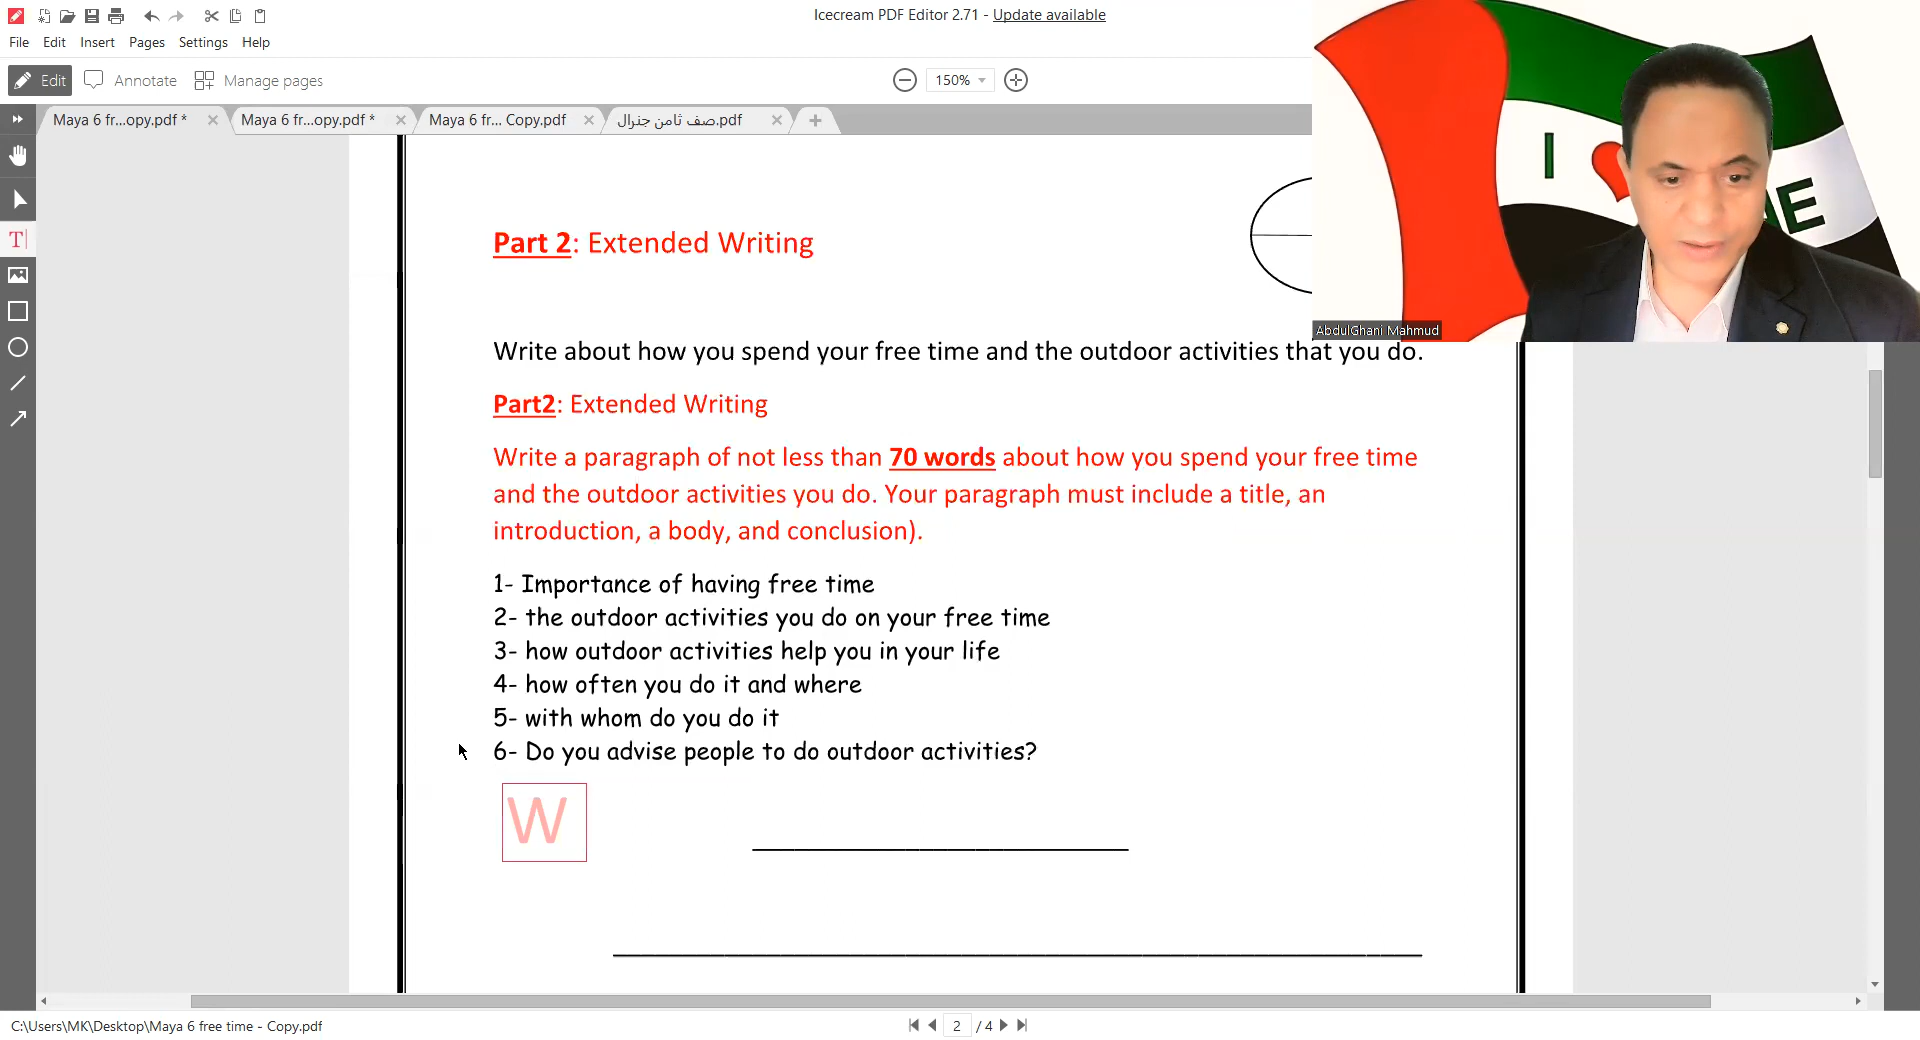 Icecream PDF Editor 2.71 - Update available
File Edit Insert Pages Settings Help
Edit Annotate Manage pages
150%
Maya 6 fr...opy.pdf *
Maya 6 fr...opy.pdf *
Maya 6 fr... Copy.pdf
صف ثامن جنرال.pdf
I
AE
AbdulGhani Mahmud
T
Part 2: Extended Writing
Write about how you spend your free time and the outdoor activities that you do.
Part2: Extended Writing
Write a paragraph of not less than 70 words about how you spend your free time
and the outdoor activities you do. Your paragraph must include a title, an
introduction, a body, and conclusion).
1- Importance of having free time
2- the outdoor activities you do on your free time
3- how outdoor activities help you in your life
4- how often you do it and where
5- with whom do you do it
6- Do you advise people to do outdoor activities?
W
C:\Users\MK\Desktop\Maya 6 free time - Copy.pdf
2 / 4